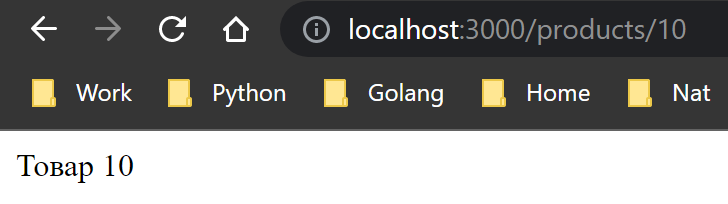 localhost:3000/products/10
Work Python Golang Home Nat
Товар 10